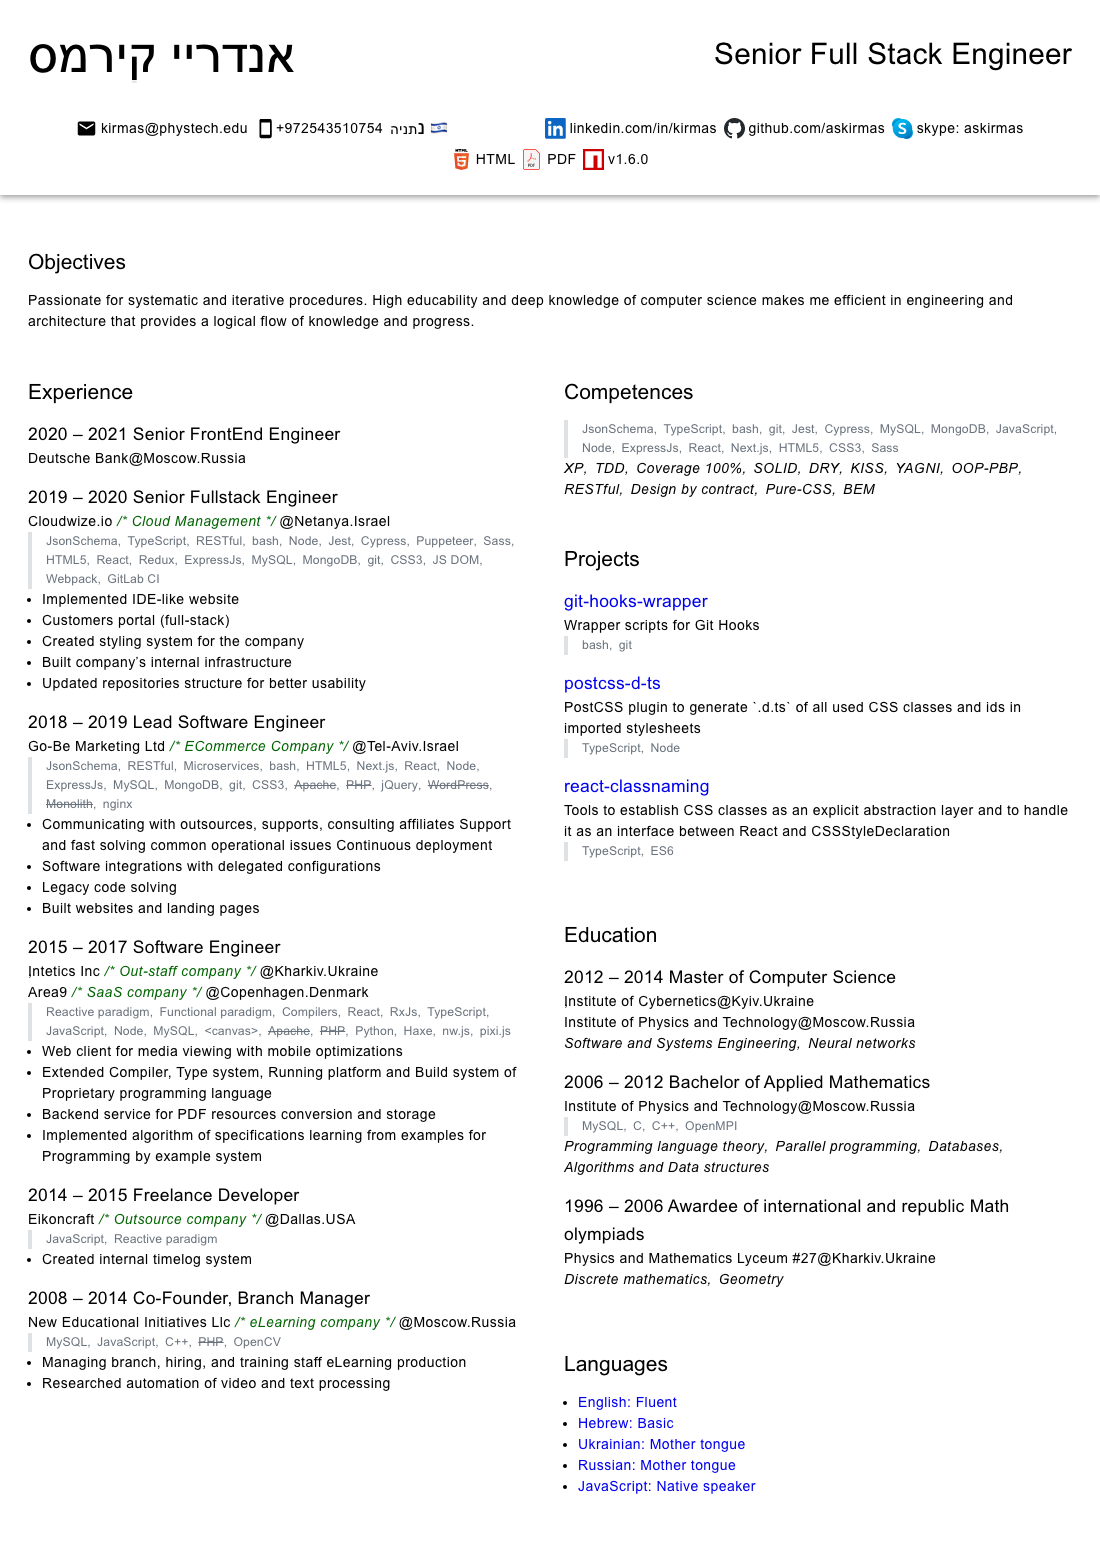 אנדריי קירמס
Senior Full Stack Engineer
kirmas@phystech.edu +972543510754 נתניה 🇮🇱
linkedin.com/in/kirmas github.com/askirmas skype: askirmas
HTML PDF v1.6.0
Objectives
Passionate for systematic and iterative procedures. High educability and deep knowledge of computer science makes me efficient in engineering and
architecture that provides a logical flow of knowledge and progress.
Experience
2020 – 2021 Senior FrontEnd Engineer
Deutsche Bank@Moscow.Russia
2019 – 2020 Senior Fullstack Engineer
Cloudwize.io /* Cloud Management */ @Netanya.Israel
JsonSchema, TypeScript, RESTful, bash, Node, Jest, Cypress, Puppeteer, Sass,
HTML5, React, Redux, ExpressJs, MySQL, MongoDB, git, CSS3, JS DOM,
Webpack, GitLab CI
• Implemented IDE-like website
• Customers portal (full-stack)
• Created styling system for the company
• Built company’s internal infrastructure
• Updated repositories structure for better usability
2018 – 2019 Lead Software Engineer
Go-Be Marketing Ltd /* ECommerce Company */ @Tel-Aviv.Israel
JsonSchema, RESTful, Microservices, bash, HTML5, Next.js, React, Node,
ExpressJs, MySQL, MongoDB, git, CSS3, Apache, PHP, jQuery, WordPress,
Monolith, nginx
• Communicating with outsources, supports, consulting affiliates Support
and fast solving common operational issues Continuous deployment
• Software integrations with delegated configurations
• Legacy code solving
• Built websites and landing pages
2015 – 2017 Software Engineer
Intetics Inc /* Out-staff company */ @Kharkiv.Ukraine
Area9 /* SaaS company */ @Copenhagen.Denmark
Reactive paradigm, Functional paradigm, Compilers, React, RxJs, TypeScript,
JavaScript, Node, MySQL, <canvas>, Apache, PHP, Python, Haxe, nw.js, pixi.js
• Web client for media viewing with mobile optimizations
• Extended Compiler, Type system, Running platform and Build system of
Proprietary programming language
• Backend service for PDF resources conversion and storage
• Implemented algorithm of specifications learning from examples for
Programming by example system
2014 – 2015 Freelance Developer
Eikoncraft /* Outsource company */ @Dallas.USA
JavaScript, Reactive paradigm
• Created internal timelog system
2008 – 2014 Co-Founder, Branch Manager
New Educational Initiatives Llc /* eLearning company */ @Moscow.Russia
MySQL, JavaScript, C++, PHP, OpenCV
• Managing branch, hiring, and training staff eLearning production
• Researched automation of video and text processing
Competences
JsonSchema, TypeScript, bash, git, Jest, Cypress, MySQL, MongoDB, JavaScript,
Node, ExpressJs, React, Next.js, HTML5, CSS3, Sass
XP, TDD, Coverage 100%, SOLID, DRY, KISS, YAGNI, OOP-PBP,
RESTful, Design by contract, Pure-CSS, BEM
Projects
git-hooks-wrapper
Wrapper scripts for Git Hooks
bash, git
postcss-d-ts
PostCSS plugin to generate `.d.ts` of all used CSS classes and ids in
imported stylesheets
TypeScript, Node
react-classnaming
Tools to establish CSS classes as an explicit abstraction layer and to handle
it as an interface between React and CSSStyleDeclaration
TypeScript, ES6
Education
2012 – 2014 Master of Computer Science
Institute of Cybernetics@Kyiv.Ukraine
Institute of Physics and Technology@Moscow.Russia
Software and Systems Engineering, Neural networks
2006 – 2012 Bachelor of Applied Mathematics
Institute of Physics and Technology@Moscow.Russia
MySQL, C, C++, OpenMPI
Programming language theory, Parallel programming, Databases,
Algorithms and Data structures
1996 – 2006 Awardee of international and republic Math
olympiads
Physics and Mathematics Lyceum #27@Kharkiv.Ukraine
Discrete mathematics, Geometry
Languages
• English: Fluent
• Hebrew: Basic
• Ukrainian: Mother tongue
• Russian: Mother tongue
• JavaScript: Native speaker